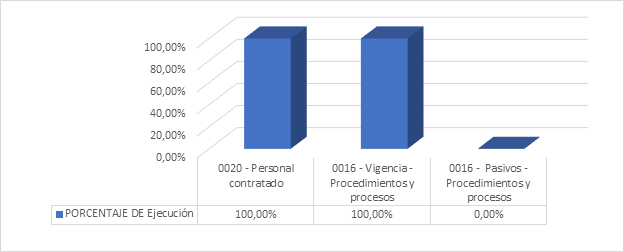 100,00%
80,00%
60,00%
40,00%
20,00%
0,00%
0020 - Personal contratado
0016 - Vigencia - Procedimientos y procesos
0016 - Pasivos - Procedimientos y procesos
PORCENTAJE DE Ejecución 100,00% 100,00% 0,00%